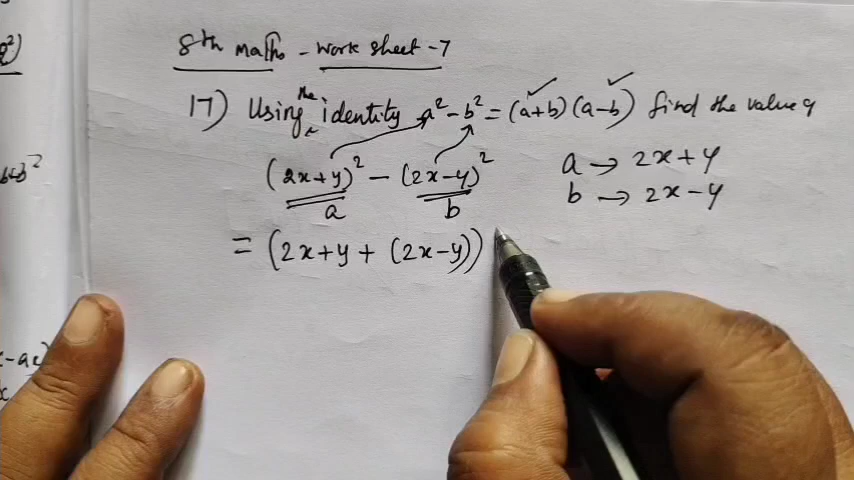 8th maths - work sheet - 7
17) Using the identity a² - b² = (a+b) (a-b) find the value
(2x+y)² - (2x-y)² a → 2x+y
a b b → 2x-y
= (2x+y + (2x-y))